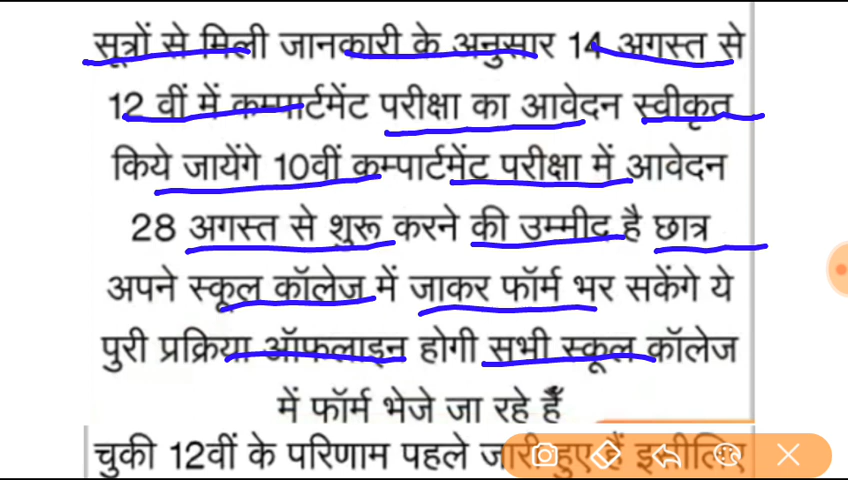 सूत्रों से मिली जानकारी के अनुसार 14 अगस्त से
12 वीं में कम्पार्टमेंट परीक्षा का आवेदन स्वीकृत
किये जायेंगे 10वीं कम्पार्टमेंट परीक्षा में आवेदन
28 अगस्त से शुरू करने की उम्मीद है छात्र
अपने स्कूल कॉलेज में जाकर फॉर्म भर सकेंगे ये
पुरी प्रक्रिया ऑफलाइन होगी सभी स्कूल कॉलेज
में फॉर्म भेजे जा रहे हैं
चुकी 12वीं के परिणाम पहले जारी हुए हैं इसीलिए